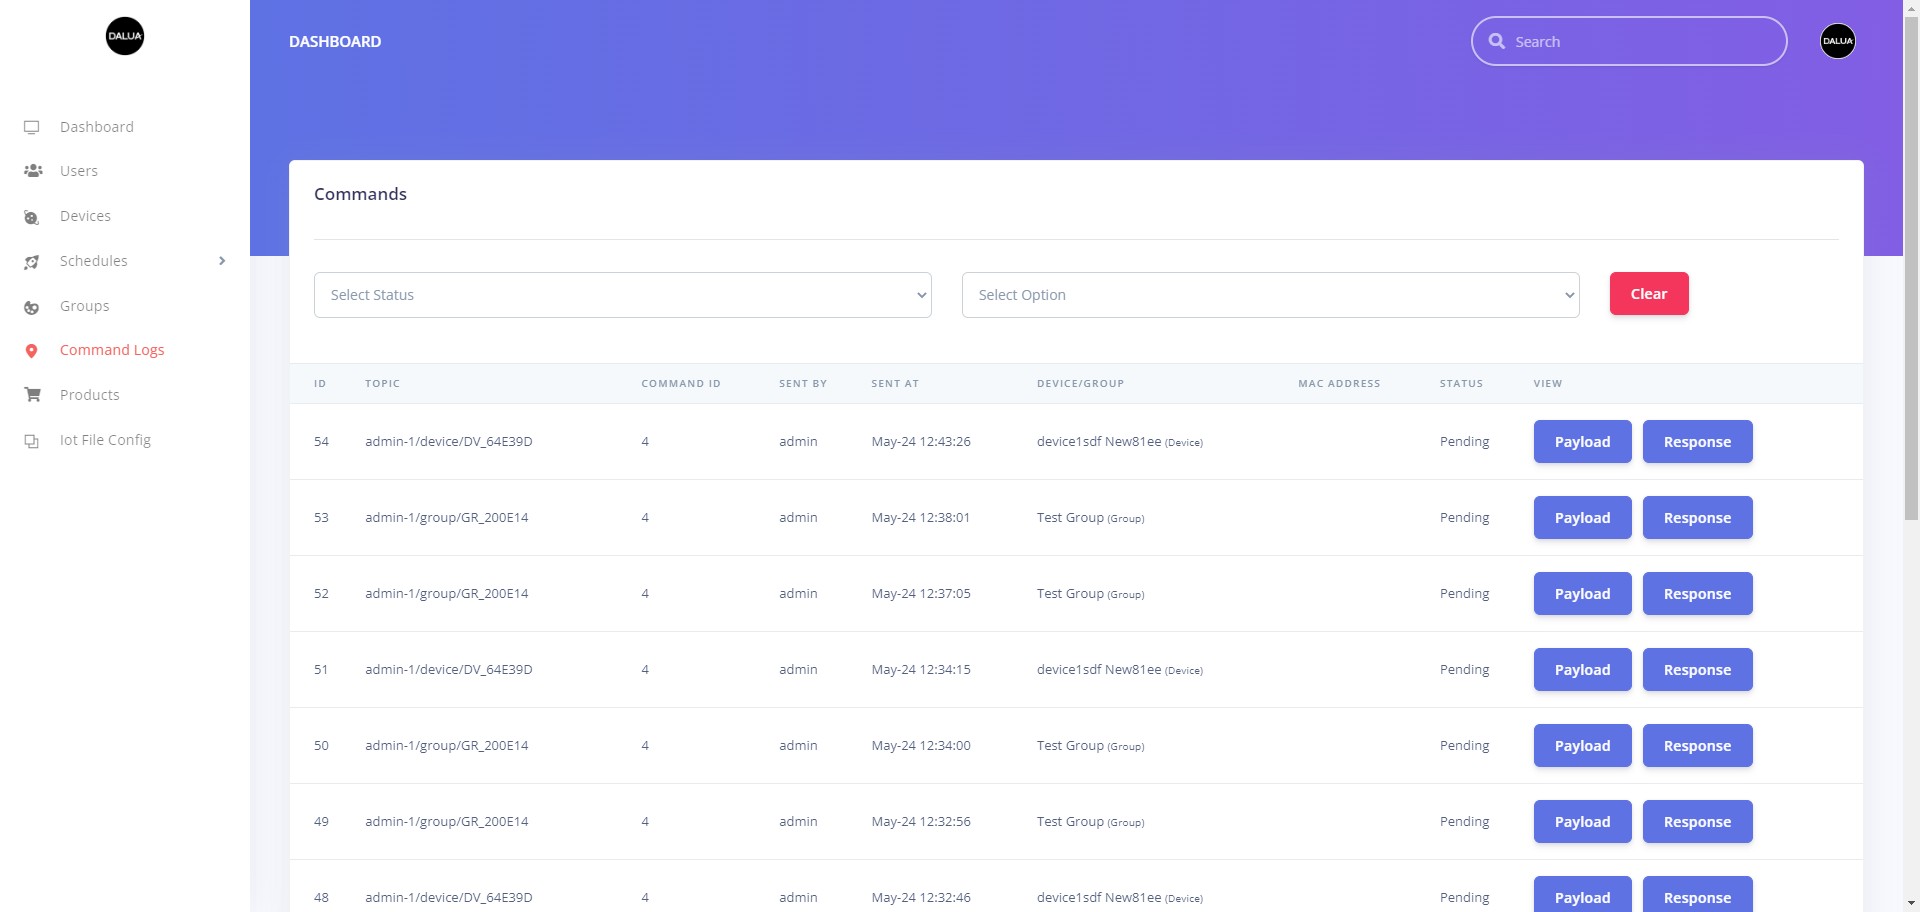 DALUA
DASHBOARD
Search
DALUA
Dashboard
Users
Devices
Schedules
Groups
Command Logs
Products
Iot File Config
Commands
Select Status
Select Option
Clear
ID TOPIC COMMAND ID SENT BY SENT AT DEVICE/GROUP MAC ADDRESS STATUS VIEW
54 admin-1/device/DV_64E39D 4 admin May-24 12:43:26 device1sdf New81ee (Device) Pending Payload Response
53 admin-1/group/GR_200E14 4 admin May-24 12:38:01 Test Group (Group) Pending Payload Response
52 admin-1/group/GR_200E14 4 admin May-24 12:37:05 Test Group (Group) Pending Payload Response
51 admin-1/device/DV_64E39D 4 admin May-24 12:34:15 device1sdf New81ee (Device) Pending Payload Response
50 admin-1/group/GR_200E14 4 admin May-24 12:34:00 Test Group (Group) Pending Payload Response
49 admin-1/group/GR_200E14 4 admin May-24 12:32:56 Test Group (Group) Pending Payload Response
48 admin-1/device/DV_64E39D 4 admin May-24 12:32:46 device1sdf New81ee (Device) Pending Payload Response